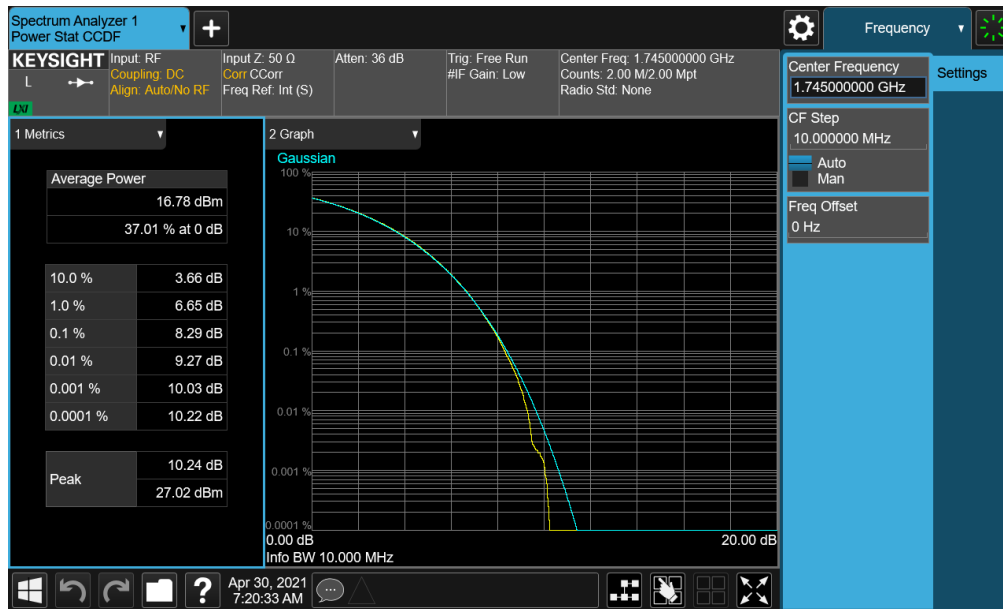 Spectrum Analyzer 1
Power Stat CCDF
+
Frequency
KEYSIGHT
L
LXI
Input: RF
Coupling: DC
Align: Auto/No RF
Input Z: 50 Ω
Corr CCorr
Freq Ref: Int (S)
Atten: 36 dB
Trig: Free Run
#IF Gain: Low
Center Freq: 1.745000000 GHz
Counts: 2.00 M/2.00 Mpt
Radio Std: None
Center Frequency
1.745000000 GHz
Settings
CF Step
10.000000 MHz
Auto
Man
Freq Offset
0 Hz
1 Metrics
Average Power
16.78 dBm
37.01 % at 0 dB
10.0 % 3.66 dB
1.0 % 6.65 dB
0.1 % 8.29 dB
0.01 % 9.27 dB
0.001 % 10.03 dB
0.0001 % 10.22 dB
Peak
10.24 dB
27.02 dBm
2 Graph
Gaussian
100 %
10 %
1 %
0.1 %
0.01 %
0.001 %
0.0001 %
0.00 dB 20.00 dB
Info BW 10.000 MHz
?
Apr 30, 2021
7:20:33 AM